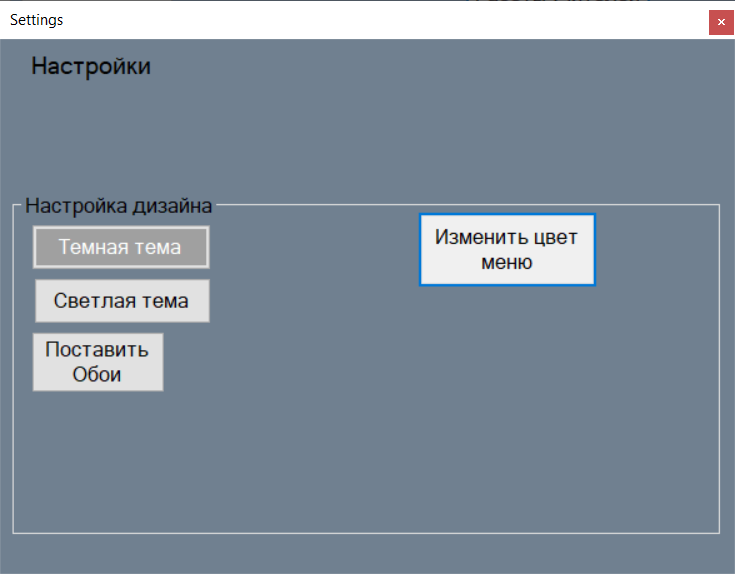 Settings
Настройки
Настройка дизайна
Темная тема
Изменить цвет
меню
Светлая тема
Поставить
Обои